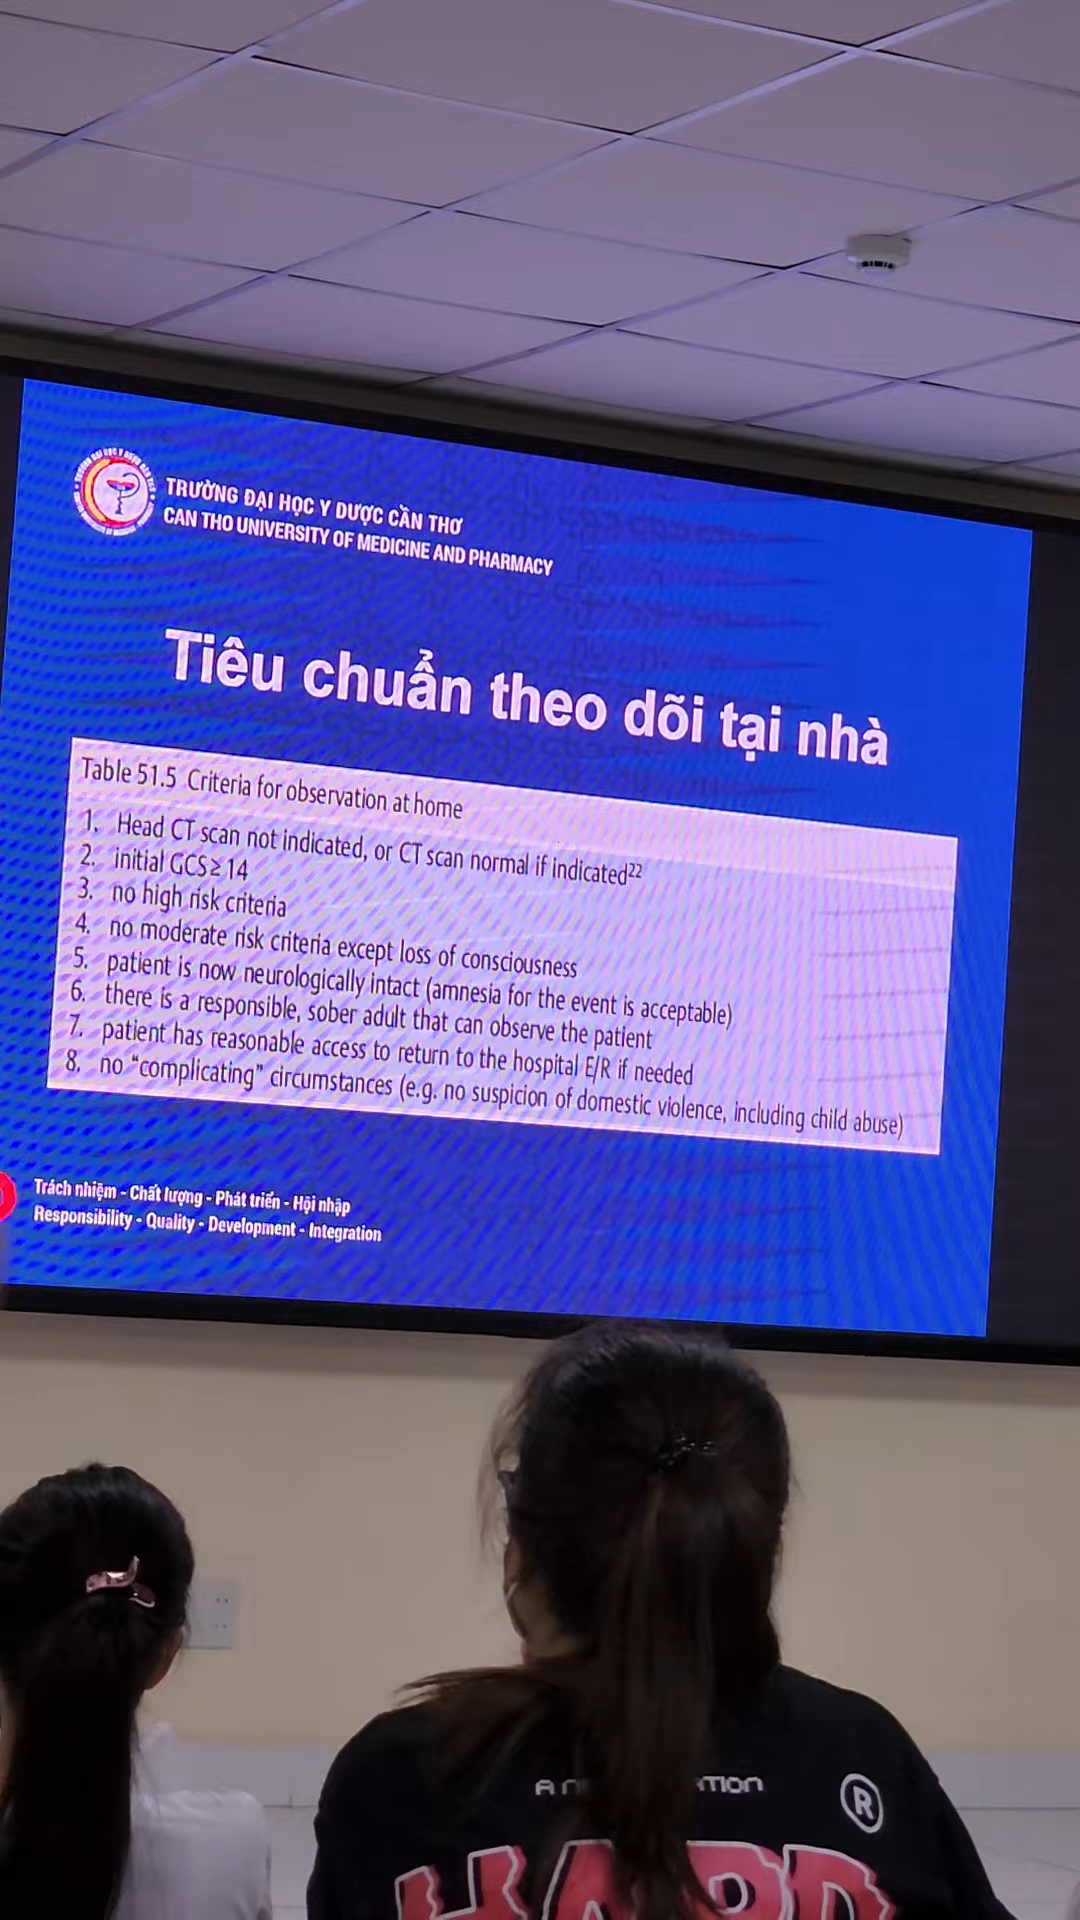 TRƯỜNG ĐẠI HỌC Y DƯỢC CẦN THƠ
CAN THO UNIVERSITY OF MEDICINE AND PHARMACY
Tiêu chuẩn theo dõi tại nhà
Table 51.5 Criteria for observation at home
1. Head CT scan not indicated, or CT scan normal if indicated22
2. initial GCS ≥ 14
3. no high risk criteria
4. no moderate risk criteria except loss of consciousness
5. patient is now neurologically intact (amnesia for the event is acceptable)
6. there is a responsible, sober adult that can observe the patient
7. patient has reasonable access to return to the hospital E/R if needed
8. no “complicating” circumstances (e.g. no suspicion of domestic violence, including child abuse)
Trách nhiệm - Chất lượng - Phát triển - Hội nhập
Responsibility - Quality - Development - Integration
®
HARD